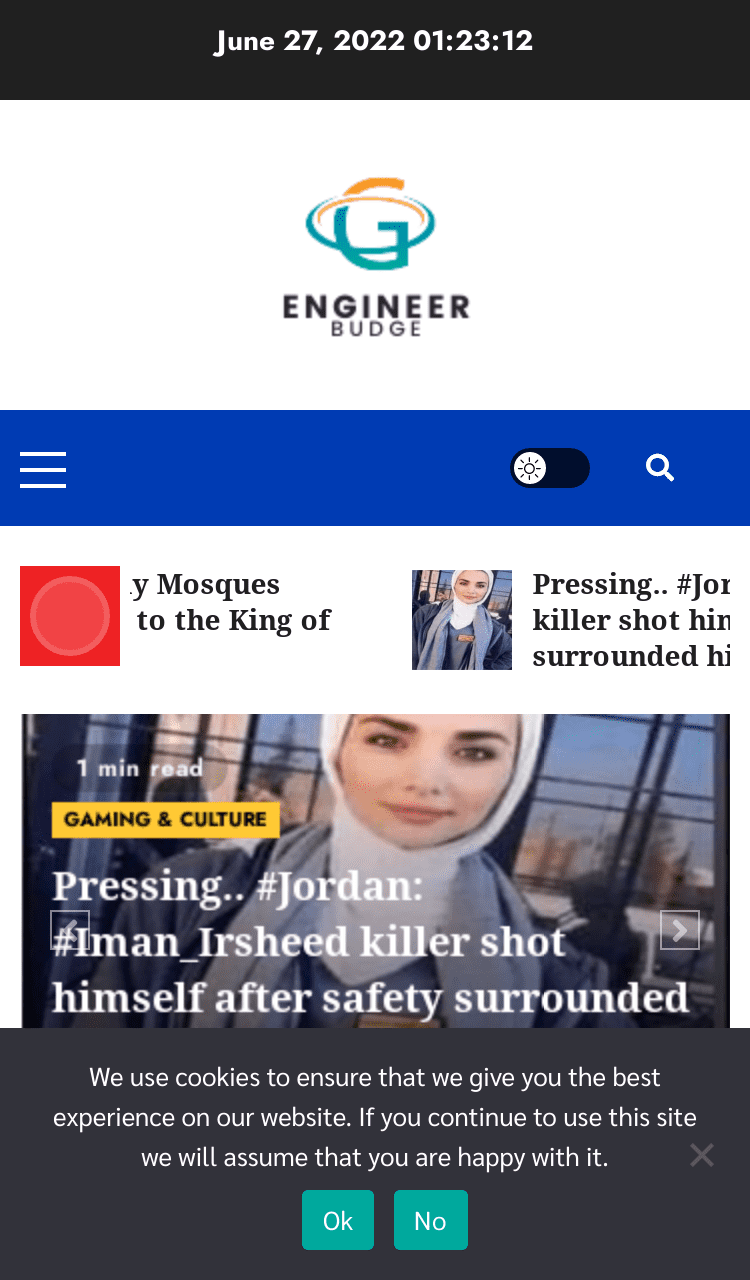 June 27, 2022 01:23:12
ENGINEER
BUDGE
Mosques
to the King of
Pressing.. #Jor
killer shot him
surrounded hi
1 min read
GAMING & CULTURE
Pressing.. #Jordan:
#Iman_Irsheed killer shot
himself after safety surrounded
We use cookies to ensure that we give you the best
experience on our website. If you continue to use this site
we will assume that you are happy with it.
Ok
No